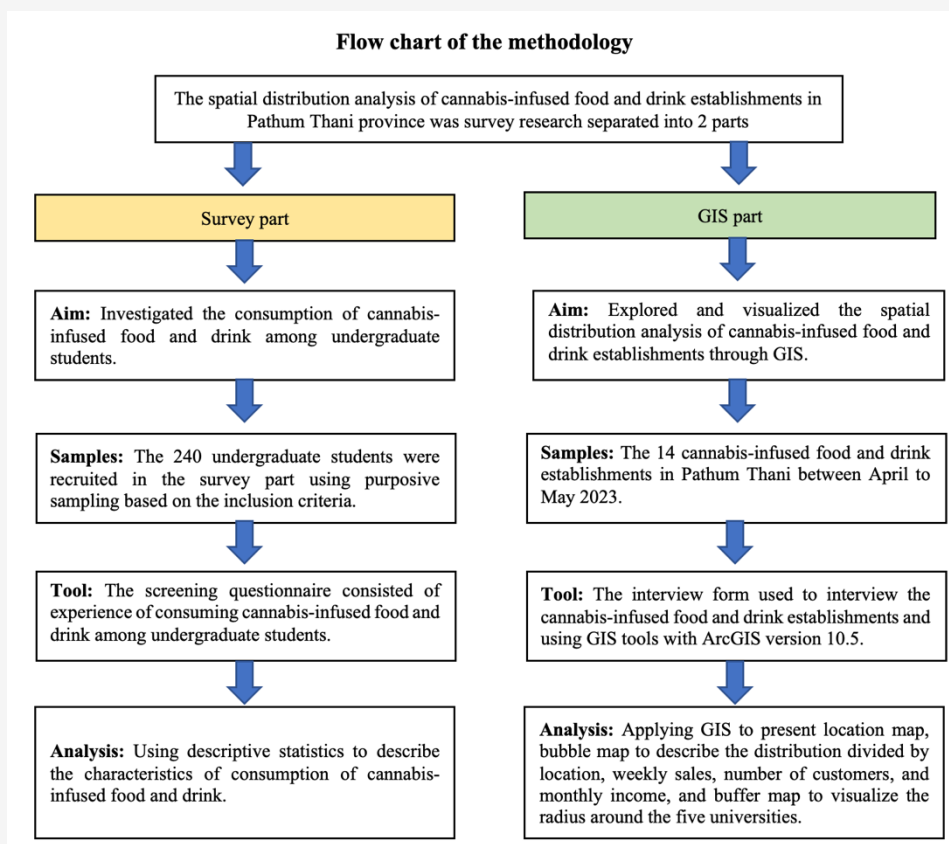 Flow chart of the methodology
The spatial distribution analysis of cannabis-infused food and drink establishments in
Pathum Thani province was survey research separated into 2 parts
Survey part
Aim: Investigated the consumption of cannabis-
infused food and drink among undergraduate
students.
Samples: The 240 undergraduate students were
recruited in the survey part using purposive
sampling based on the inclusion criteria.
Tool: The screening questionnaire consisted of
experience of consuming cannabis-infused food and
drink among undergraduate students.
Analysis: Using descriptive statistics to describe
the characteristics of consumption of cannabis-
infused food and drink.
GIS part
Aim: Explored and visualized the spatial
distribution analysis of cannabis-infused food and
drink establishments through GIS.
Samples: The 14 cannabis-infused food and drink
establishments in Pathum Thani between April to
May 2023.
Tool: The interview form used to interview the
cannabis-infused food and drink establishments and
using GIS tools with ArcGIS version 10.5.
Analysis: Applying GIS to present location map,
bubble map to describe the distribution divided by
location, weekly sales, number of customers, and
monthly income, and buffer map to visualize the
radius around the five universities.